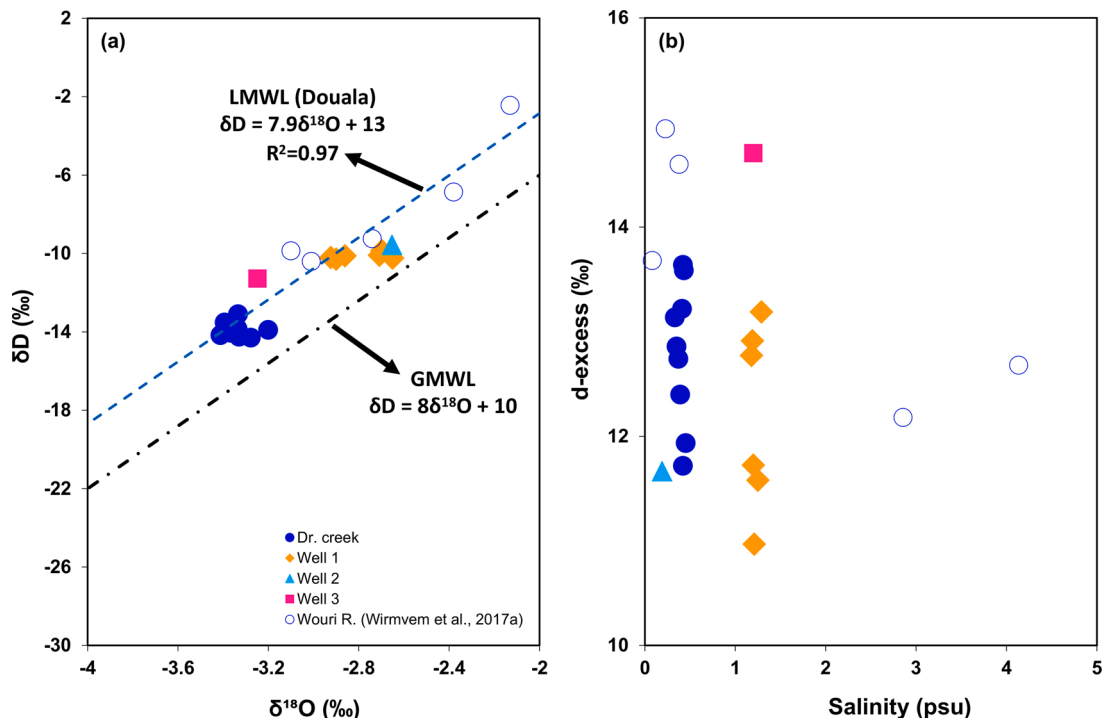 (a)
LMWL (Douala)
δD = 7.9δ¹⁸O + 13
R²=0.97
GMWL
δD = 8δ¹⁸O + 10
2
-2
-6
-10
-14
-18
-22
-26
-30
δD (‰)
-4
-3.6
-3.2
-2.8
-2.4
-2
δ¹⁸O (‰)
Dr. creek
Well 1
Well 2
Well 3
Wouri R. (Wirmvem et al., 2017a)
(b)
16
14
12
10
d-excess (‰)
0
1
2
3
4
5
Salinity (psu)